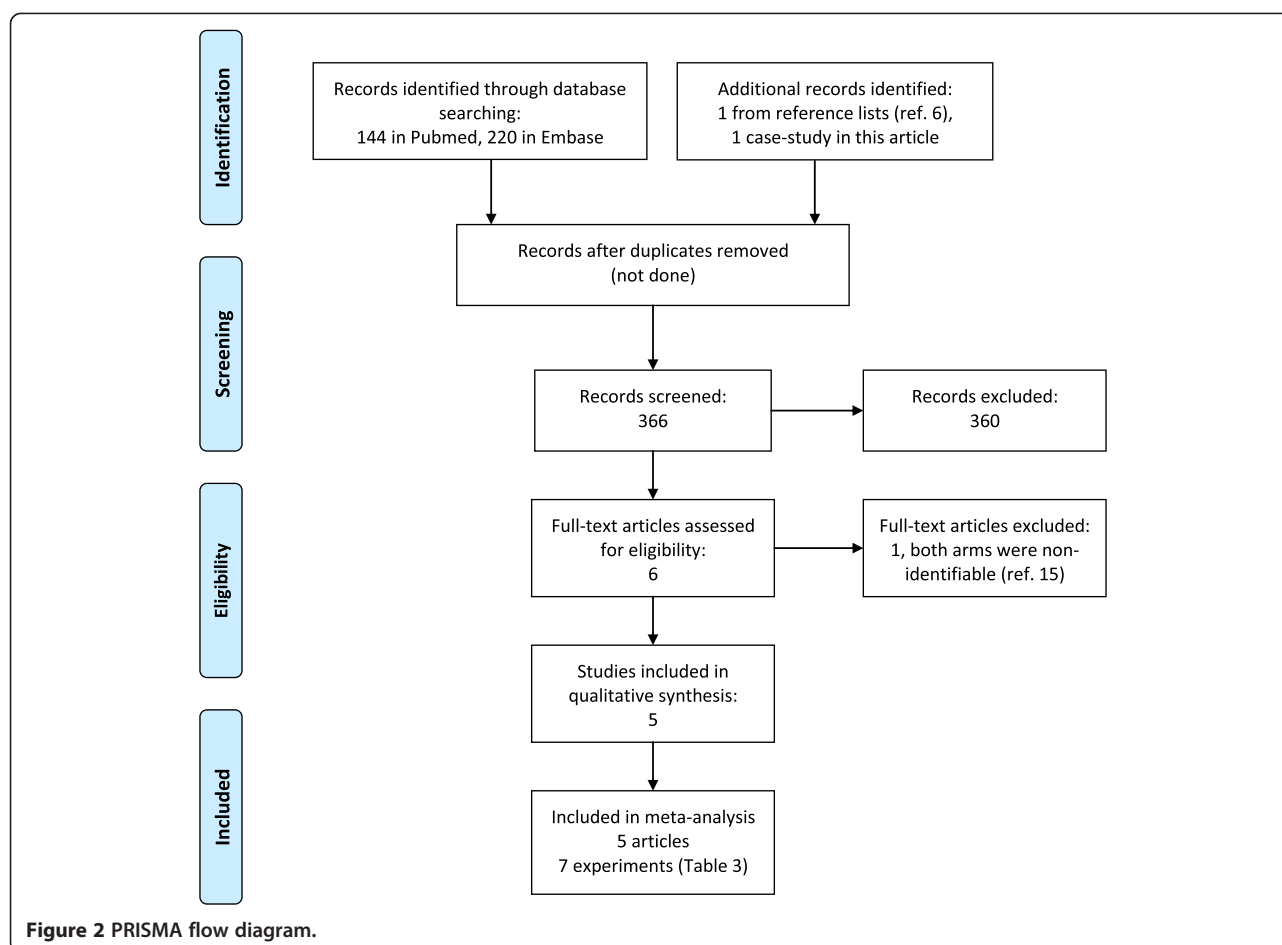 Identification
Records identified through database
searching:
144 in Pubmed, 220 in Embase
Additional records identified:
1 from reference lists (ref. 6),
1 case-study in this article
Records after duplicates removed
(not done)
Screening
Records screened:
366
Records excluded:
360
Eligibility
Full-text articles assessed
for eligibility:
6
Full-text articles excluded:
1, both arms were non-
identifiable (ref. 15)
Studies included in
qualitative synthesis:
5
Included
Included in meta-analysis
5 articles
7 experiments (Table 3)
Figure 2 PRISMA flow diagram.